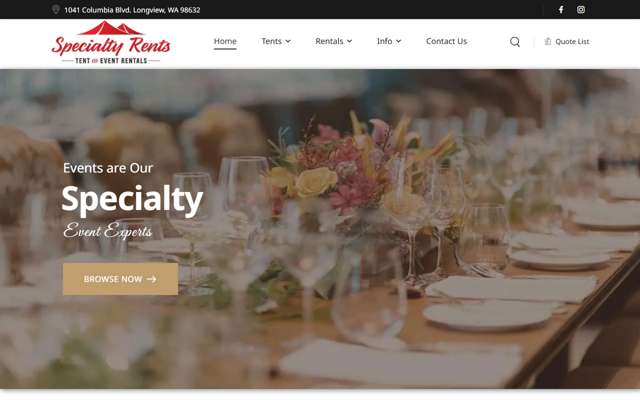 1041 Columbia Blvd. Longview, WA 98632
Specialty Rents
TENT and EVENT RENTALS
Home
Tents
Rentals
Info
Contact Us
Quote List
Events are Our
Specialty
Event Experts
BROWSE NOW